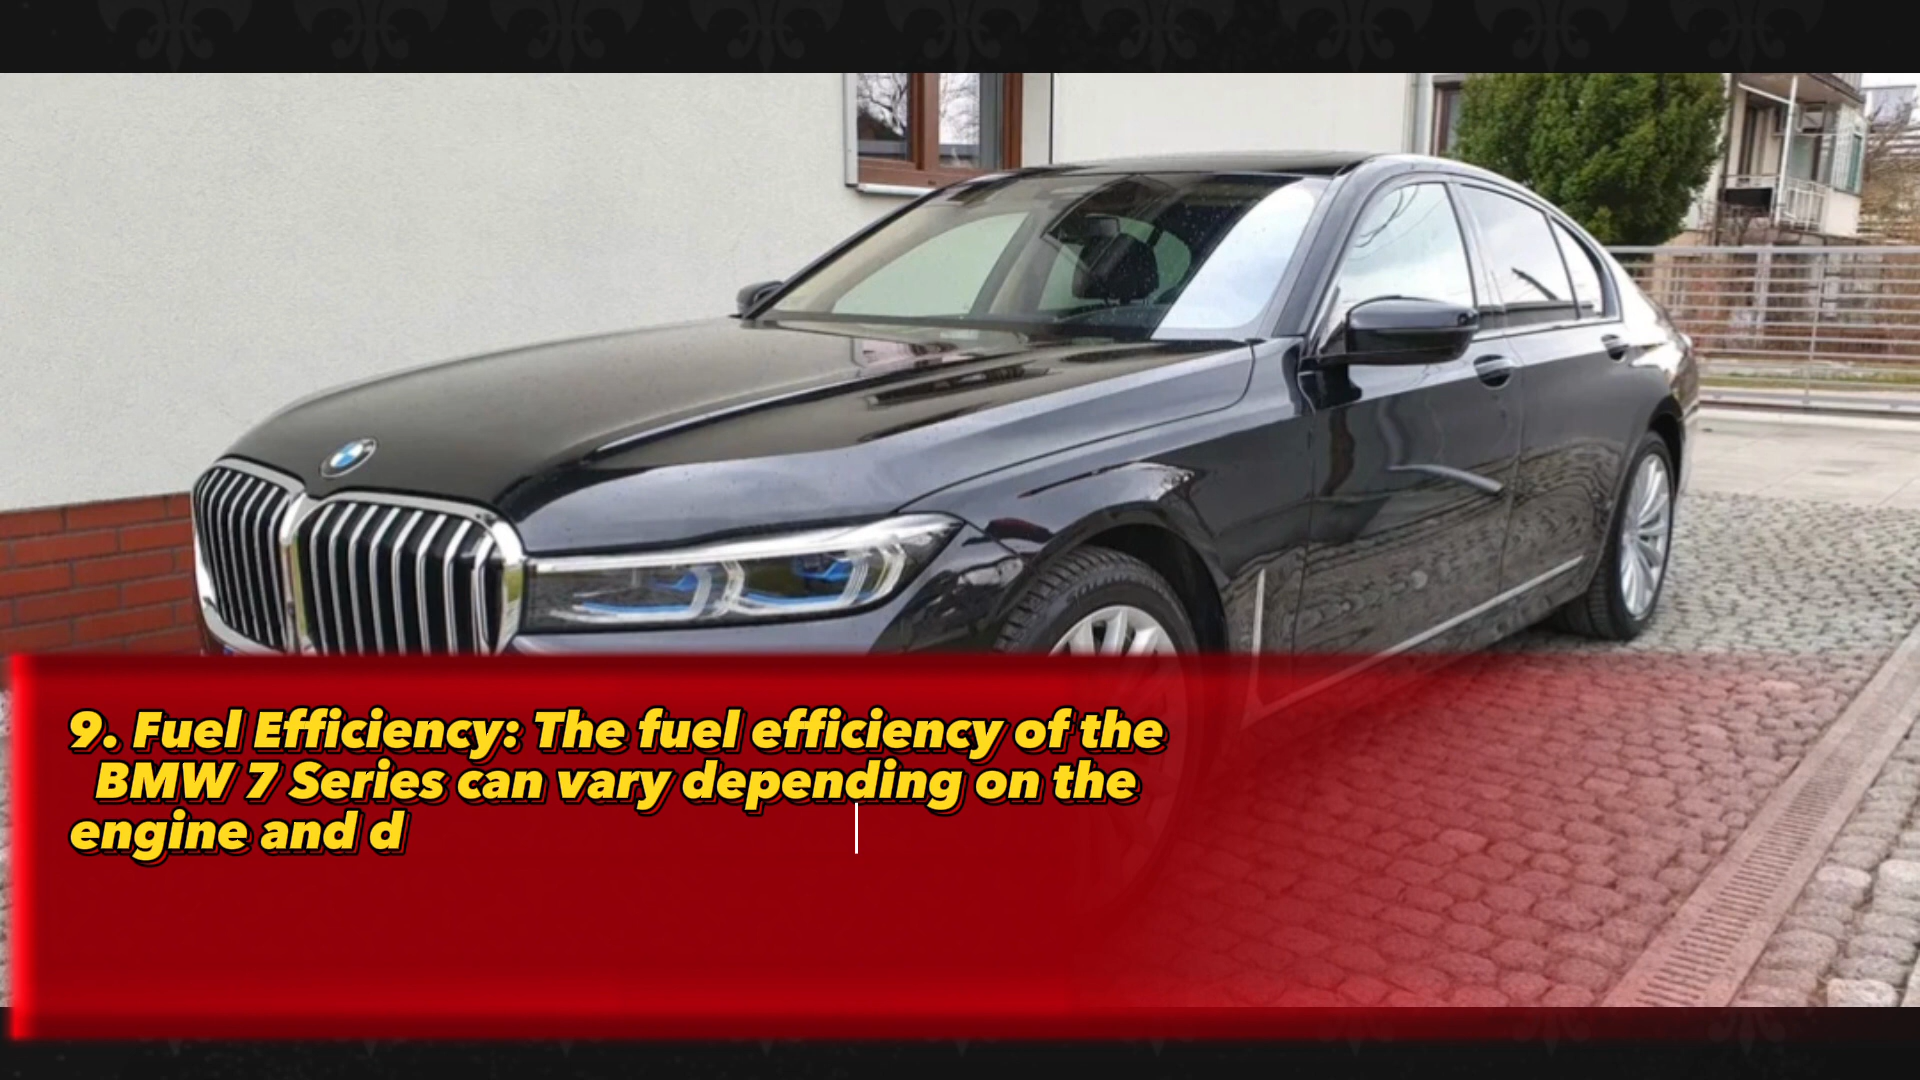 9. Fuel Efficiency: The fuel efficiency of the
BMW 7 Series can vary depending on the
engine and d